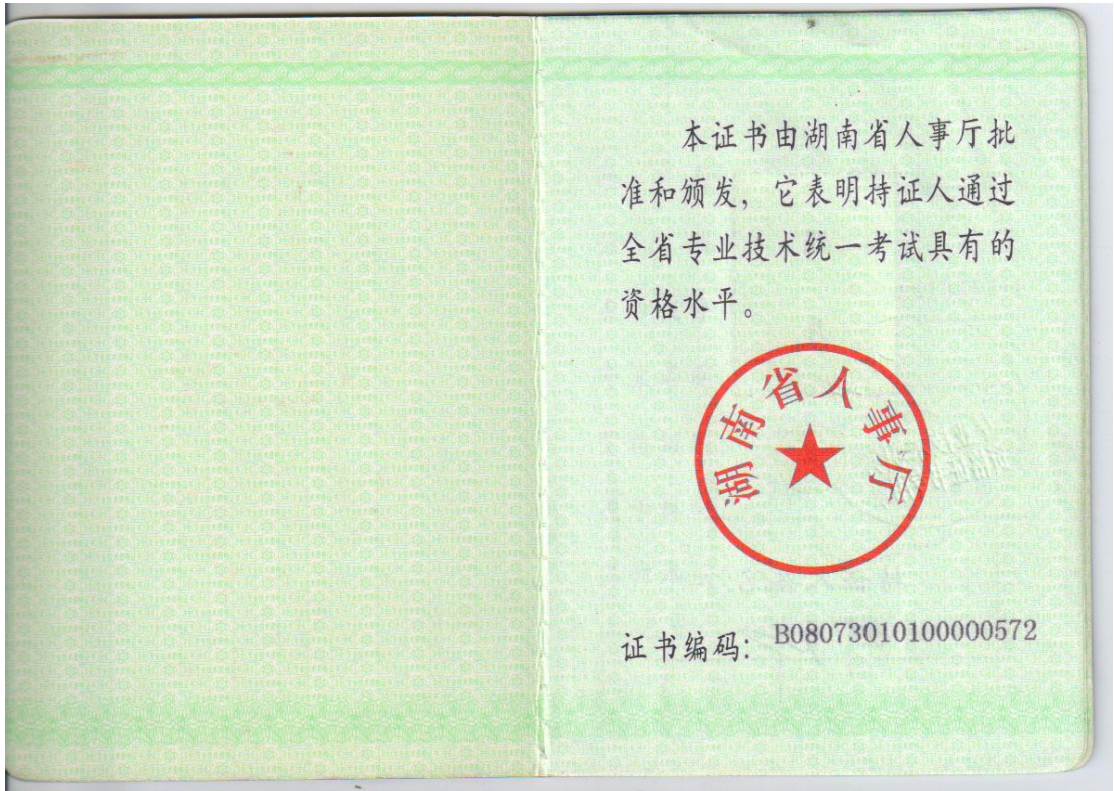 本证书由湖南省人事厅批
准和颁发，它表明持证人通过
全省专业技术统一考试具有的
资格水平。
湖南省人事厅
证书编码：B08073010100000572